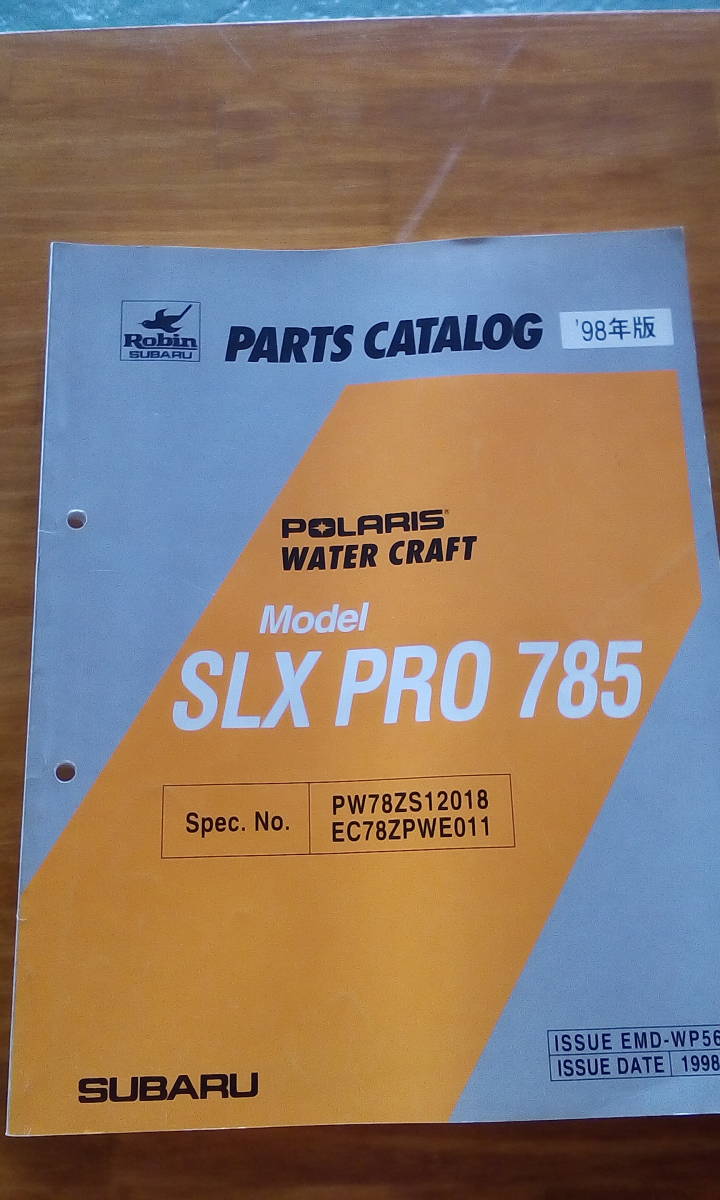 Robin
SUBARU
PARTS CATALOG
'98年版
POLARIS®
WATER CRAFT
Model
SLX PRO 785
Spec. No.
PW78ZS12018
EC78ZPWE011
ISSUE EMD-WP56
ISSUE DATE 1998
SUBARU